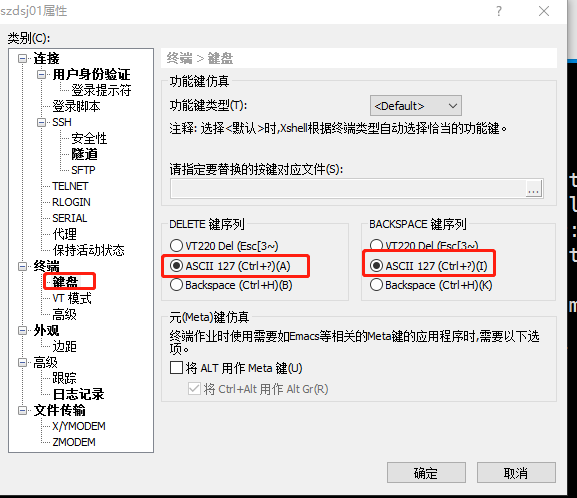 szdsj01属性
类别(C):
连接
用户身份验证
登录提示符
登录脚本
SSH
安全性
隧道
SFTP
TELNET
RLOGIN
SERIAL
代理
保持活动状态
终端
键盘
VT 模式
高级
外观
边距
高级
跟踪
日志记录
文件传输
X/YMODEM
ZMODEM
终端 > 键盘
功能键仿真
功能键类型(T):
<Default>
注释: 选择<默认>时,Xshell根据终端类型自动选择恰当的功能键。
请指定要替换的按键对应文件(S):
...
DELETE 键序列
VT220 Del (Esc[3~)
ASCII 127 (Ctrl+?)(A)
Backspace (Ctrl+H)(B)
BACKSPACE 键序列
VT220 Del (Esc[3~)
ASCII 127 (Ctrl+?)(I)
Backspace (Ctrl+H)(K)
元(Meta)键仿真
终端作业时使用需要如Emacs等相关的Meta键的应用程序时,需要以下选
项。
将 ALT 用作 Meta 键(U)
将 Ctrl+Alt 用作 Alt Gr(R)
确定
取消
t
l
:
t
m